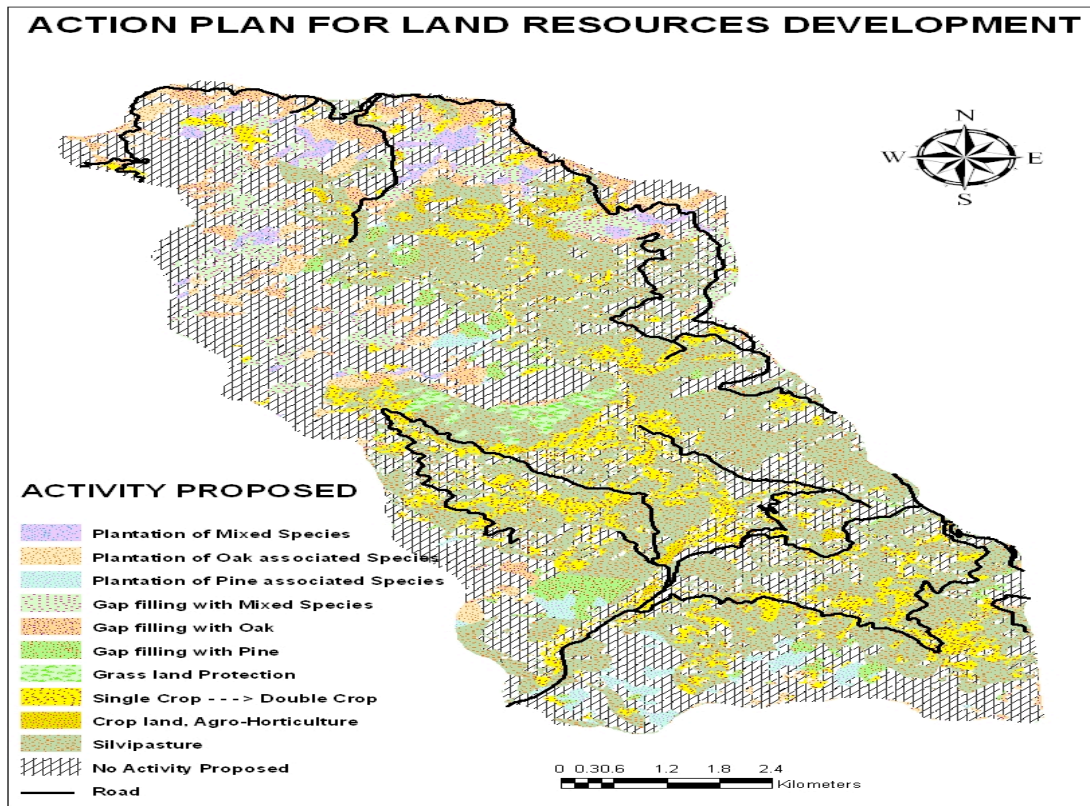 ACTION PLAN FOR LAND RESOURCES DEVELOPMENT
N
W E
S
ACTIVITY PROPOSED
Plantation of Mixed Species
Plantation of Oak associated Species
Plantation of Pine associated Species
Gap filling with Mixed Species
Gap filling with Oak
Gap filling with Pine
Grass land Protection
Single Crop - - - > Double Crop
Crop land, Agro-Horticulture
Silvipasture
No Activity Proposed
Road
0 0.30.6 1.2 1.8 2.4
Kilometers